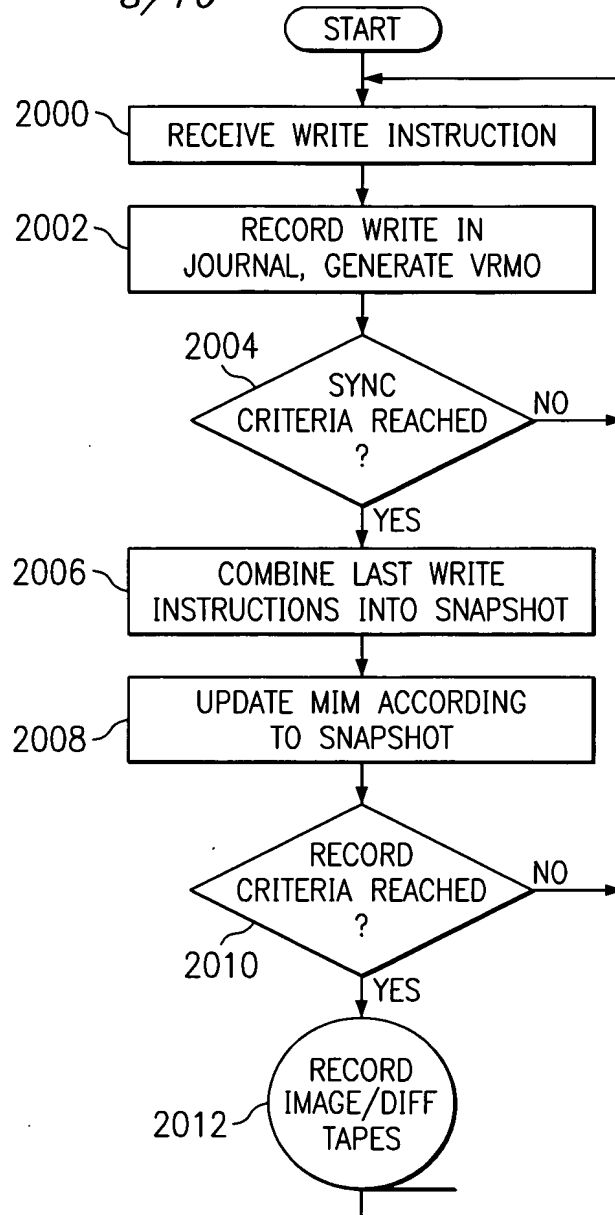 8/10
START
2000
RECEIVE WRITE INSTRUCTION
2002
RECORD WRITE IN
JOURNAL, GENERATE VRMO
2004
SYNC
CRITERIA REACHED
?
NO
YES
2006
COMBINE LAST WRITE
INSTRUCTIONS INTO SNAPSHOT
2008
UPDATE MIM ACCORDING
TO SNAPSHOT
RECORD
CRITERIA REACHED
?
NO
2010
YES
2012
RECORD
IMAGE/DIFF
TAPES